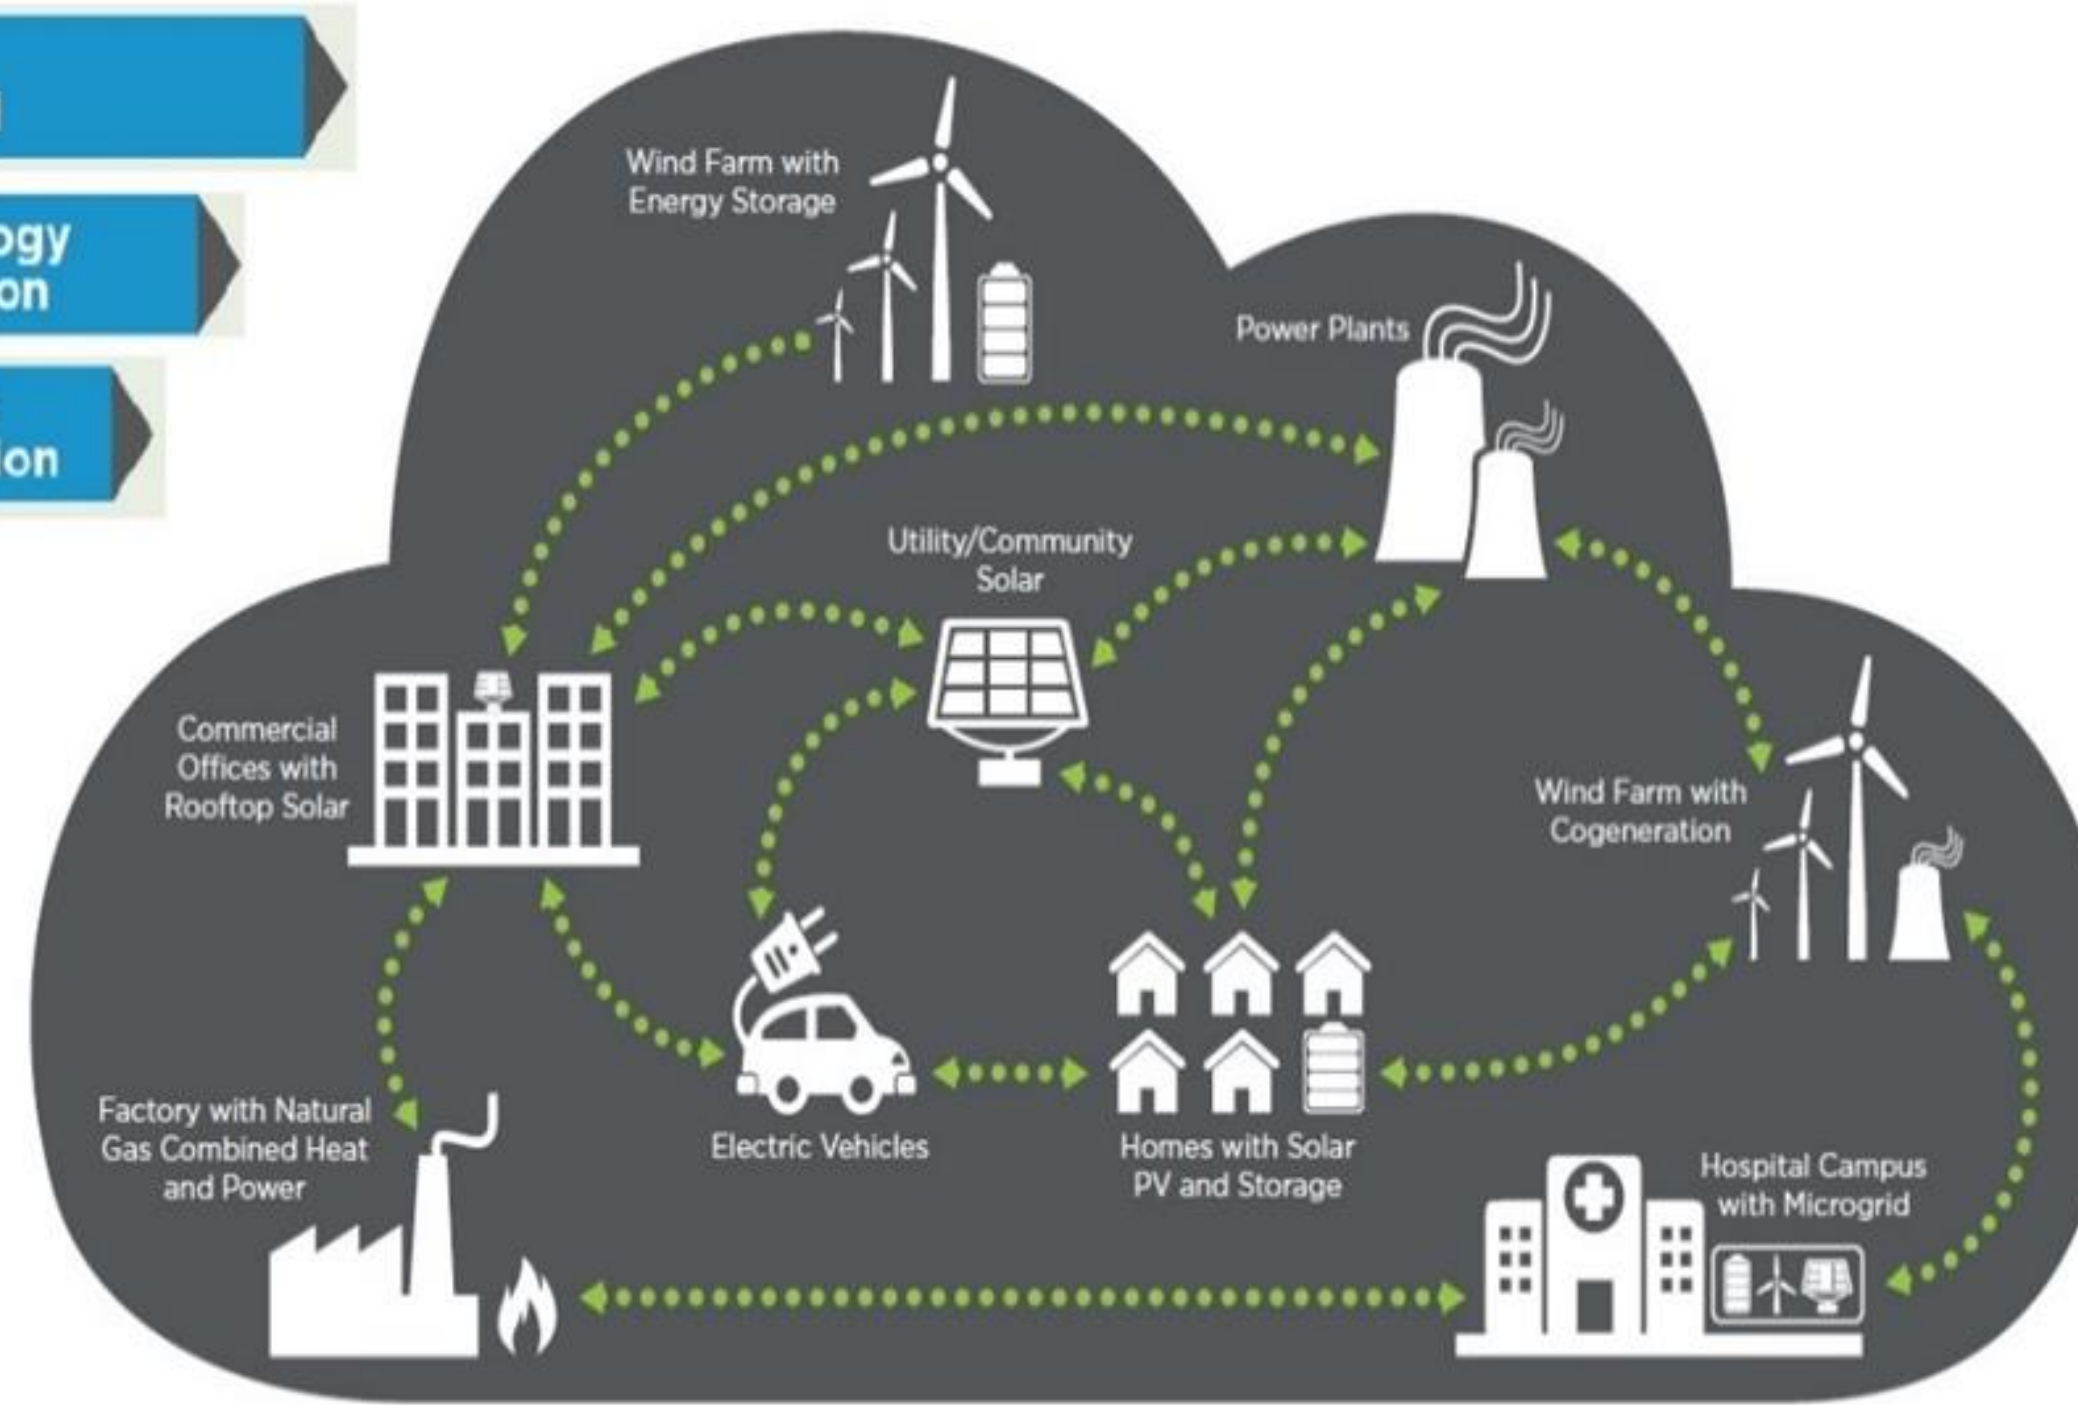 ogy
on
ion
Wind Farm with
Energy Storage
Power Plants
Utility/Community
Solar
Commercial
Offices with
Rooftop Solar
Wind Farm with
Cogeneration
Factory with Natural
Gas Combined Heat
and Power
Electric Vehicles
Homes with Solar
PV and Storage
Hospital Campus
with Microgrid